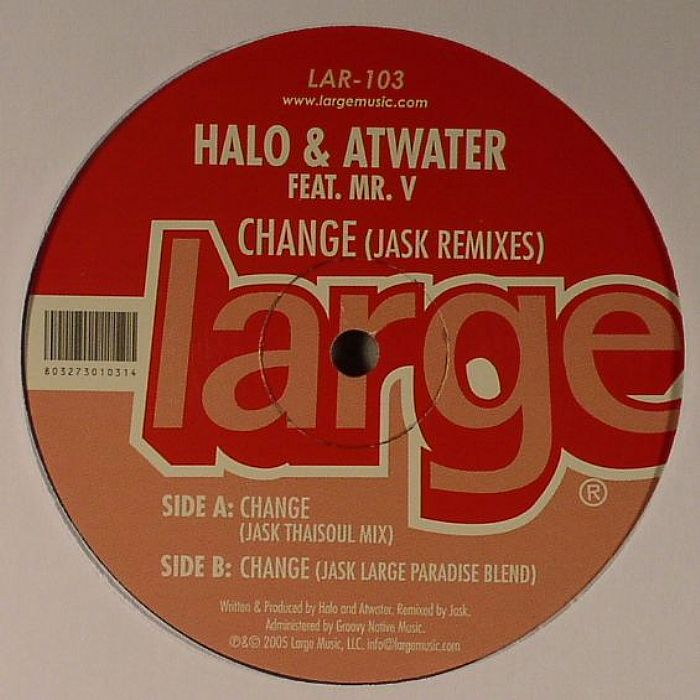 LAR-103
www.largemusic.com
HALO & ATWATER
FEAT. MR. V
CHANGE (JASK REMIXES)
large
803273010314
®
SIDE A: CHANGE
(JASK THAISOUL MIX)
SIDE B: CHANGE (JASK LARGE PARADISE BLEND)
Written & Produced by Halo and Atwater. Remixed by Jask.
Administered by Groovy Native Music.
℗&© 2005 Large Music, LLC. info@largemusic.com